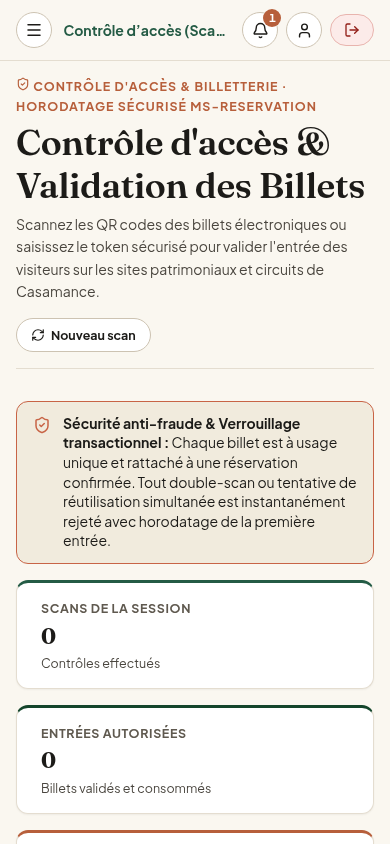 Contrôle d'accès (Sca…
1
CONTRÔLE D'ACCÈS & BILLETTERIE ·
HORODATAGE SÉCURISÉ MS-RESERVATION
Contrôle d'accès &
Validation des Billets
Scannez les QR codes des billets électroniques ou
saisissez le token sécurisé pour valider l'entrée des
visiteurs sur les sites patrimoniaux et circuits de
Casamance.
Nouveau scan
Sécurité anti-fraude & Verrouillage
transactionnel : Chaque billet est à usage
unique et rattaché à une réservation
confirmée. Tout double-scan ou tentative de
réutilisation simultanée est instantanément
rejeté avec horodatage de la première
entrée.
SCANS DE LA SESSION
0
Contrôles effectués
ENTRÉES AUTORISÉES
0
Billets validés et consommés